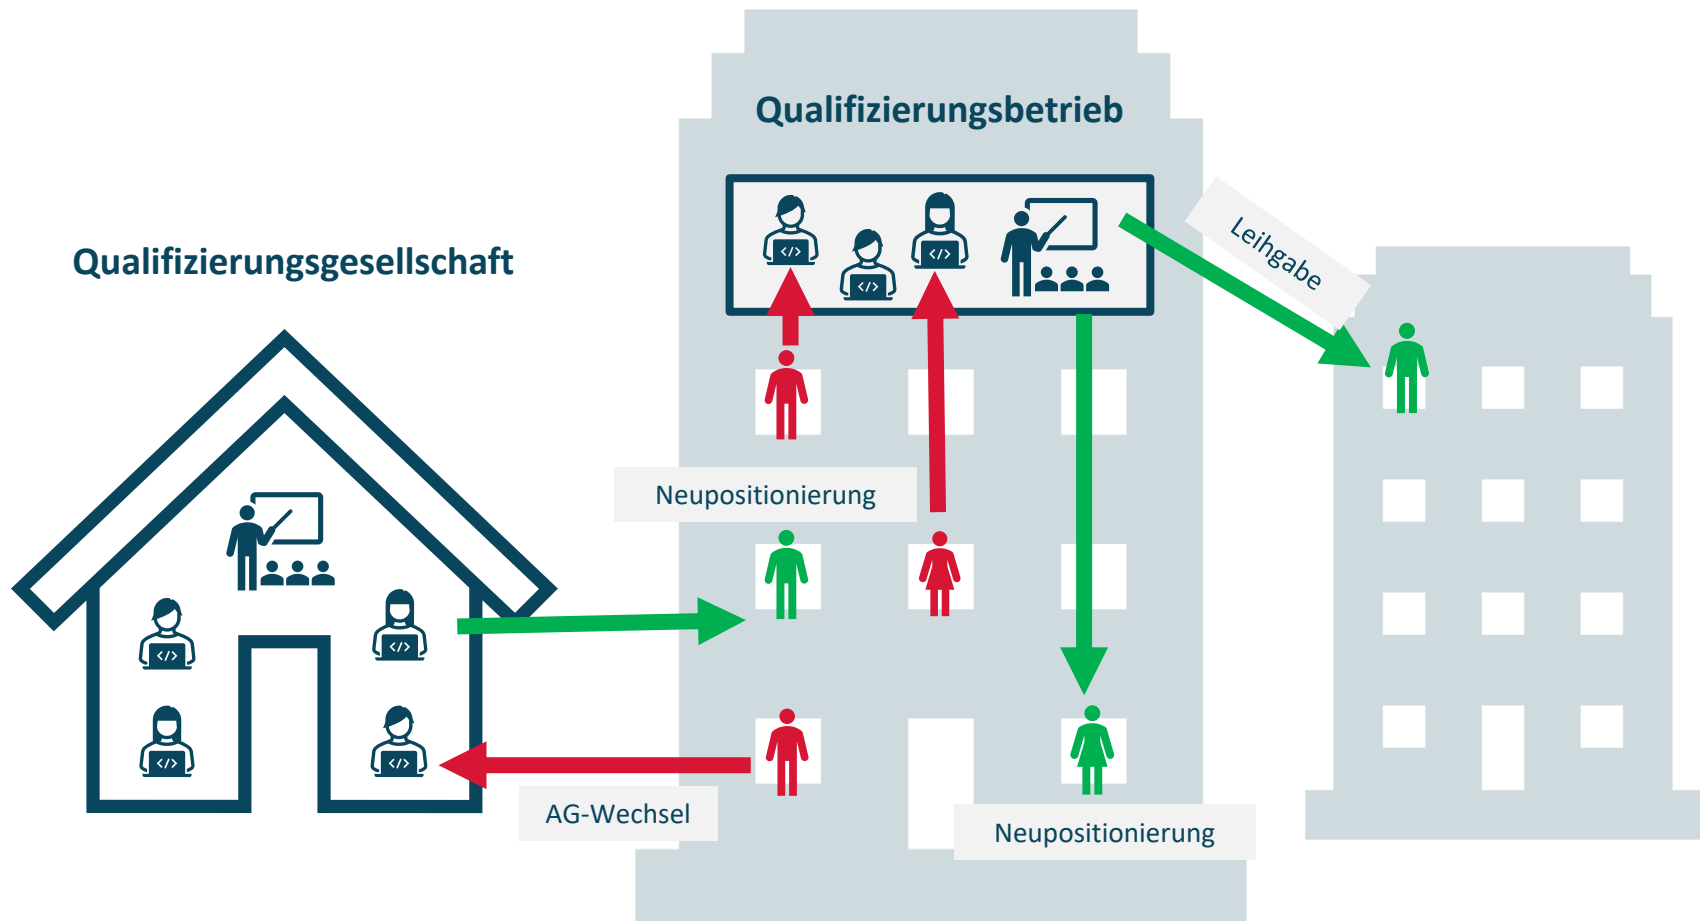 Qualifizierungsbetrieb
Qualifizierungsgesellschaft
Leihgabe
Neupositionierung
AG-Wechsel
Neupositionierung